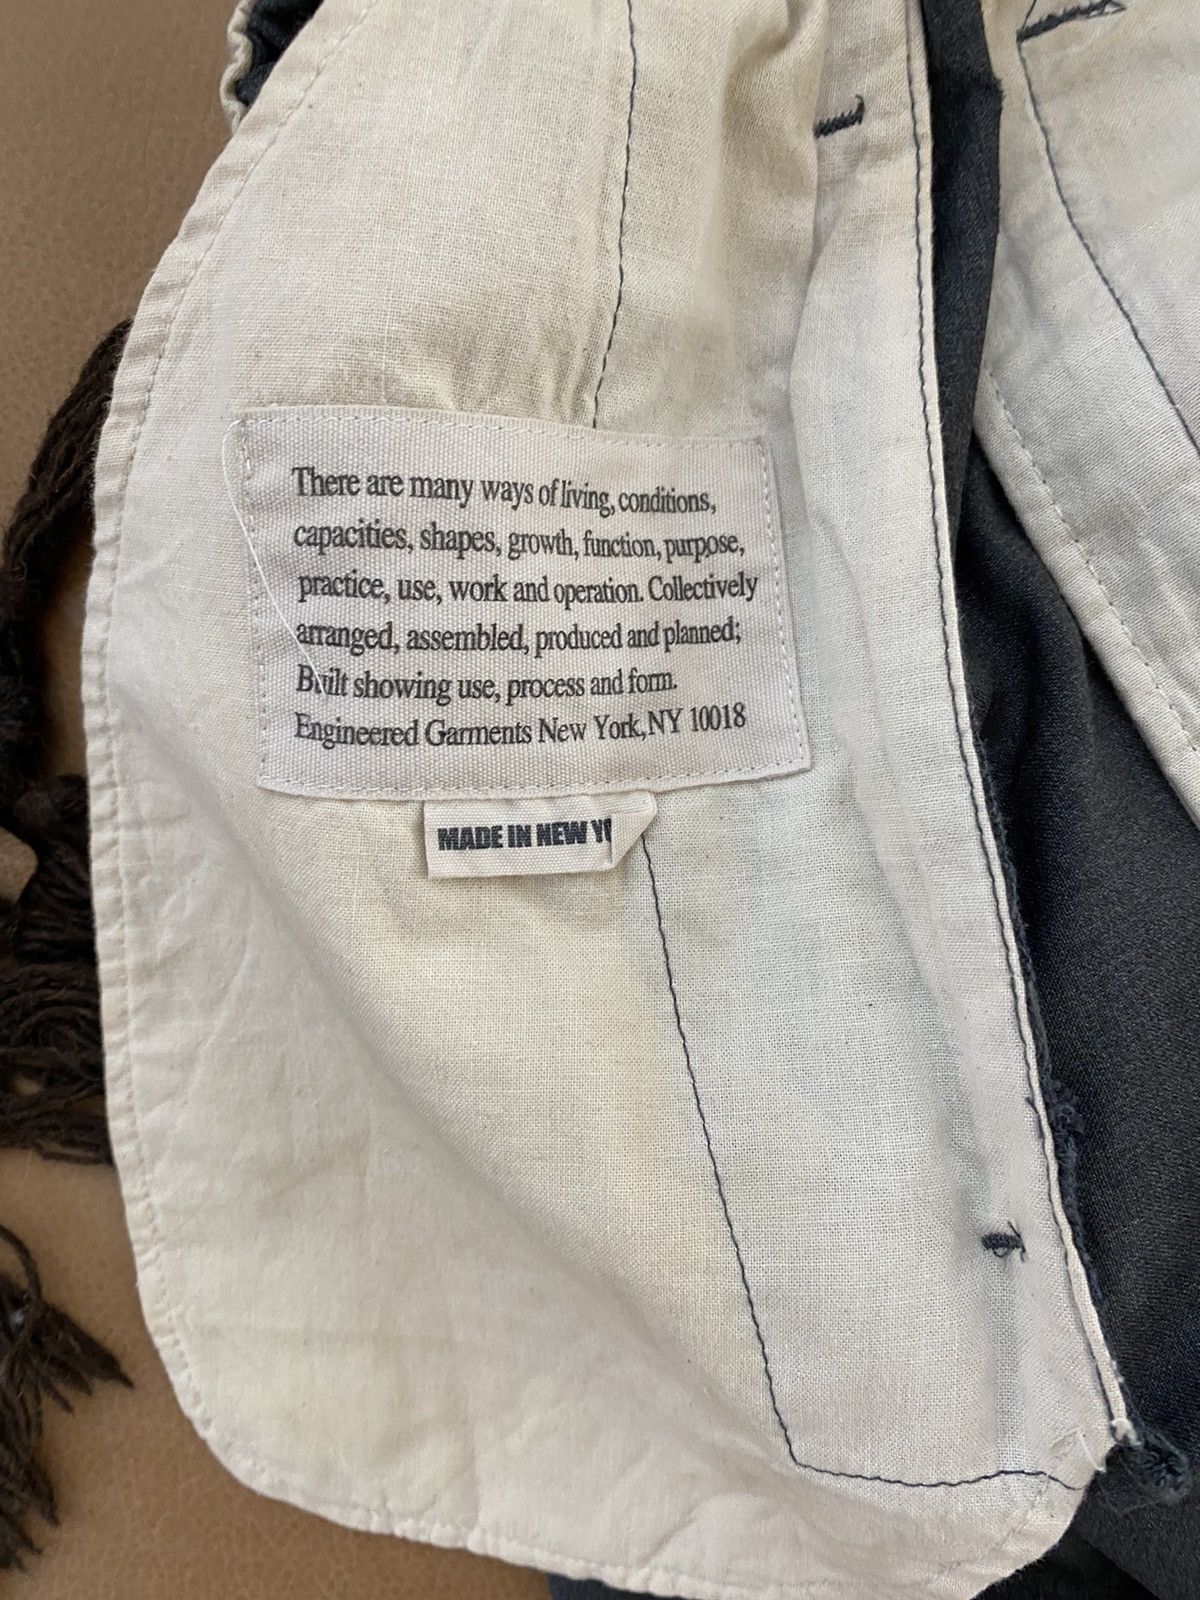 There are many ways of living, conditions,
capacities, shapes, growth, function, purpose,
practice, use, work and operation. Collectively
arranged, assembled, produced and planned;
Built showing use, process and form.
Engineered Garments New York, NY 10018
MADE IN NEW